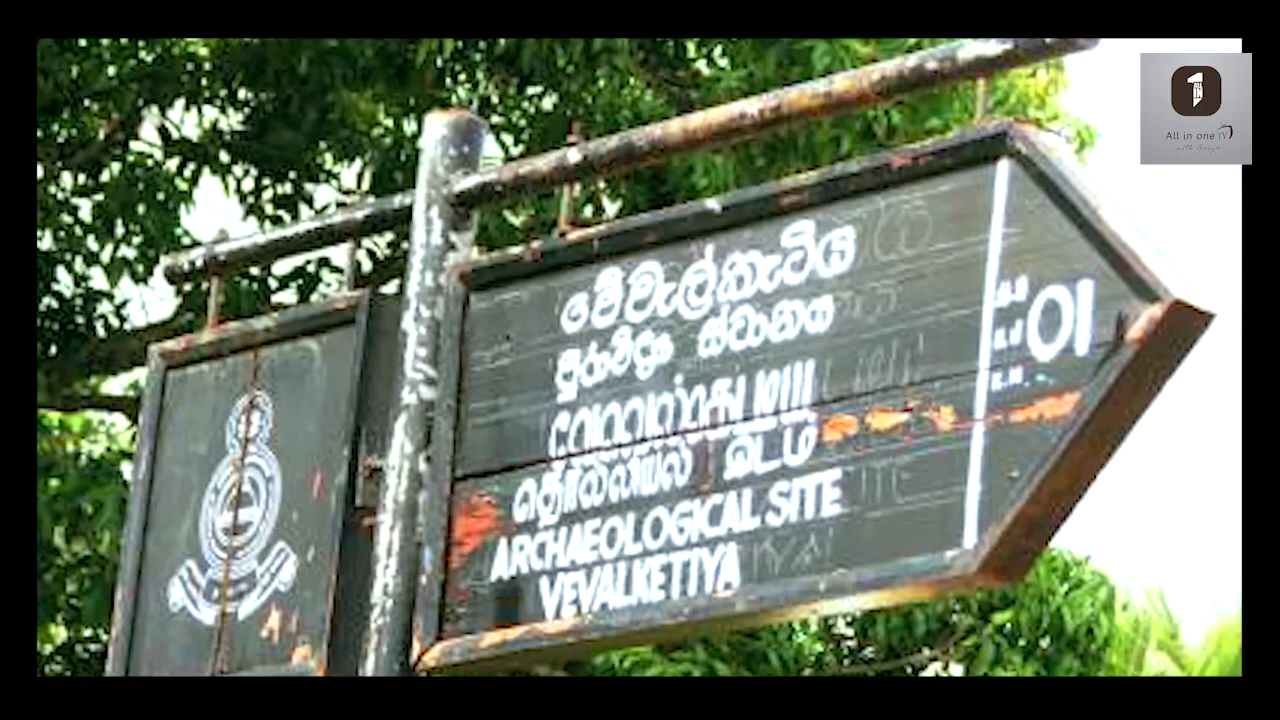 වේවැල්කැටිය
පුරාවිද්‍යා ස්ථානය
தொல்லியல் இடம்
ARCHAEOLOGICAL SITE
VEVALKETIYA
01
K.M.
All in one TV